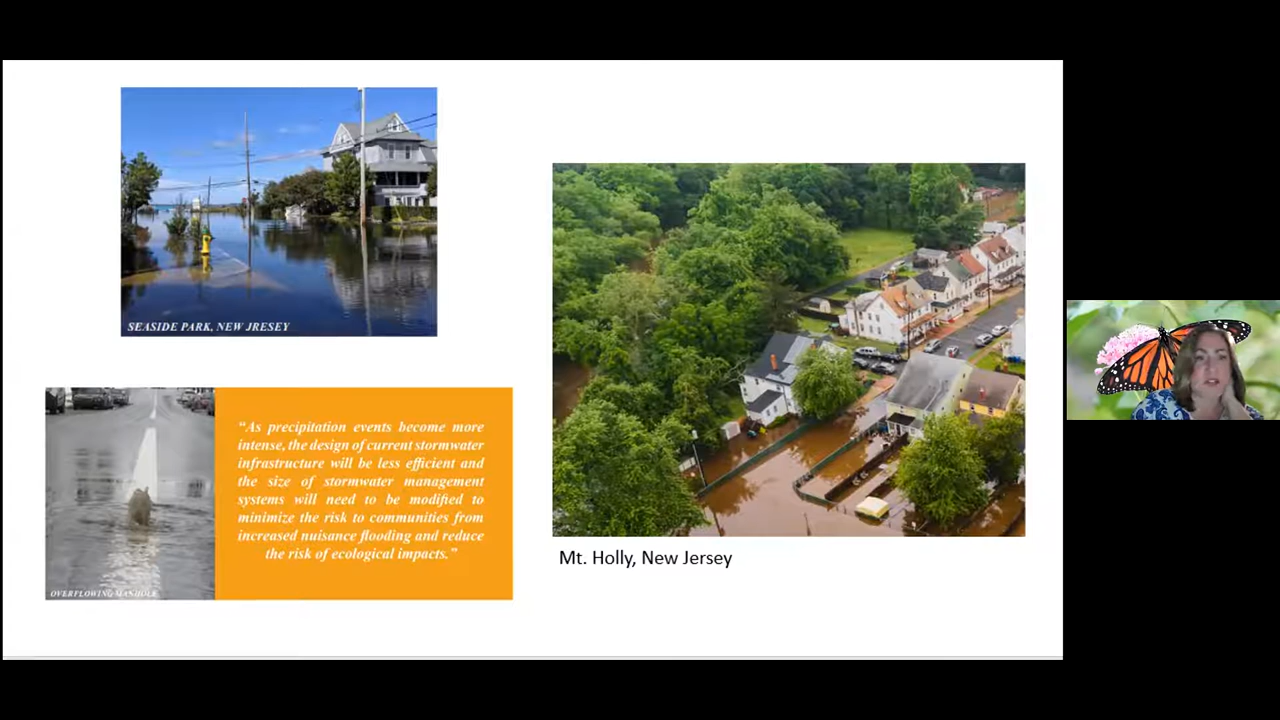 SEASIDE PARK, NEW JRESEY
“As precipitation events become more
intense, the design of current stormwater
infrastructure will be less efficient and
the size of stormwater management
systems will need to be modified to
minimize the risk to communities from
increased nuisance flooding and reduce
the risk of ecological impacts.”
OVERFLOWING MANHOLE
Mt. Holly, New Jersey